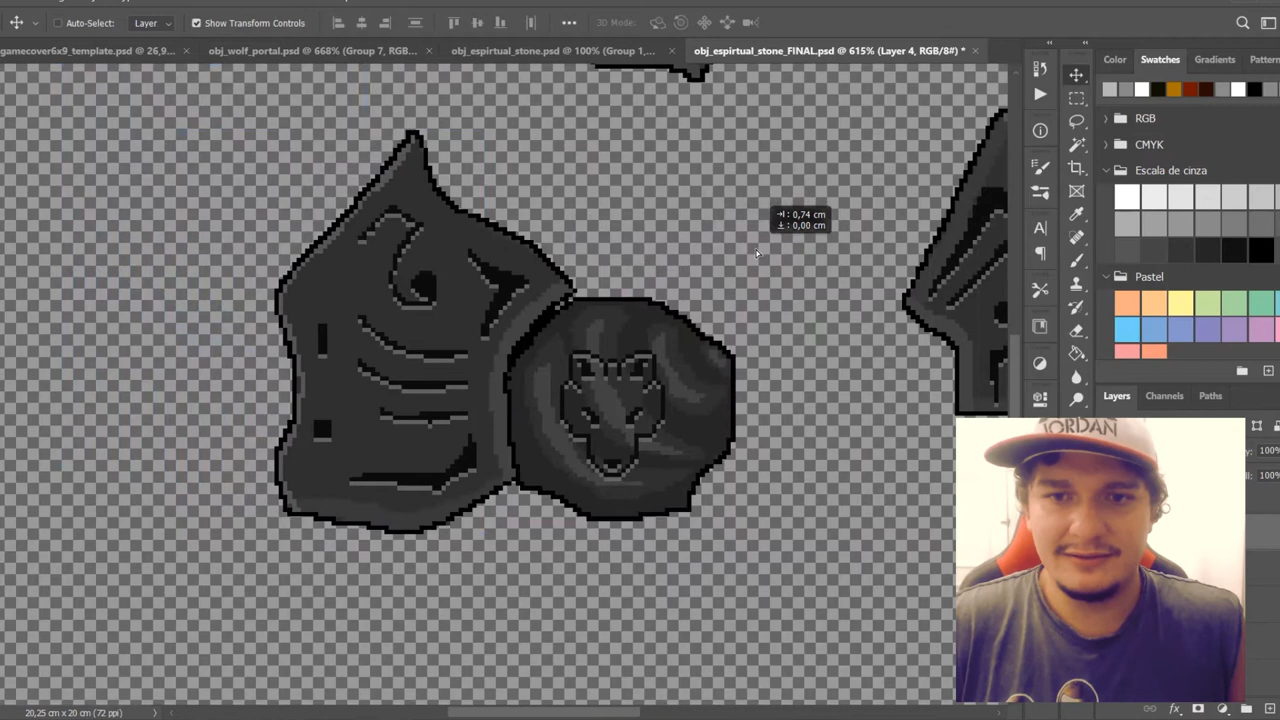 Auto-Select: Layer Show Transform Controls 3D Mode:
gamecover6x9_template.psd @ 26,9... obj_wolf_portal.psd @ 668% (Group 7, RGB... obj_espirtual_stone.psd @ 100% (Group 1,... obj_espirtual_stone_FINAL.psd @ 615% (Layer 4, RGB/8#) *
Color Swatches Gradients Pattern
RGB
CMYK
Escala de cinza
: 0,74 cm
: 0,00 cm
Pastel
Layers Channels Paths
JORDAN
100%
100%
20,25 cm x 20 cm (72 ppi)